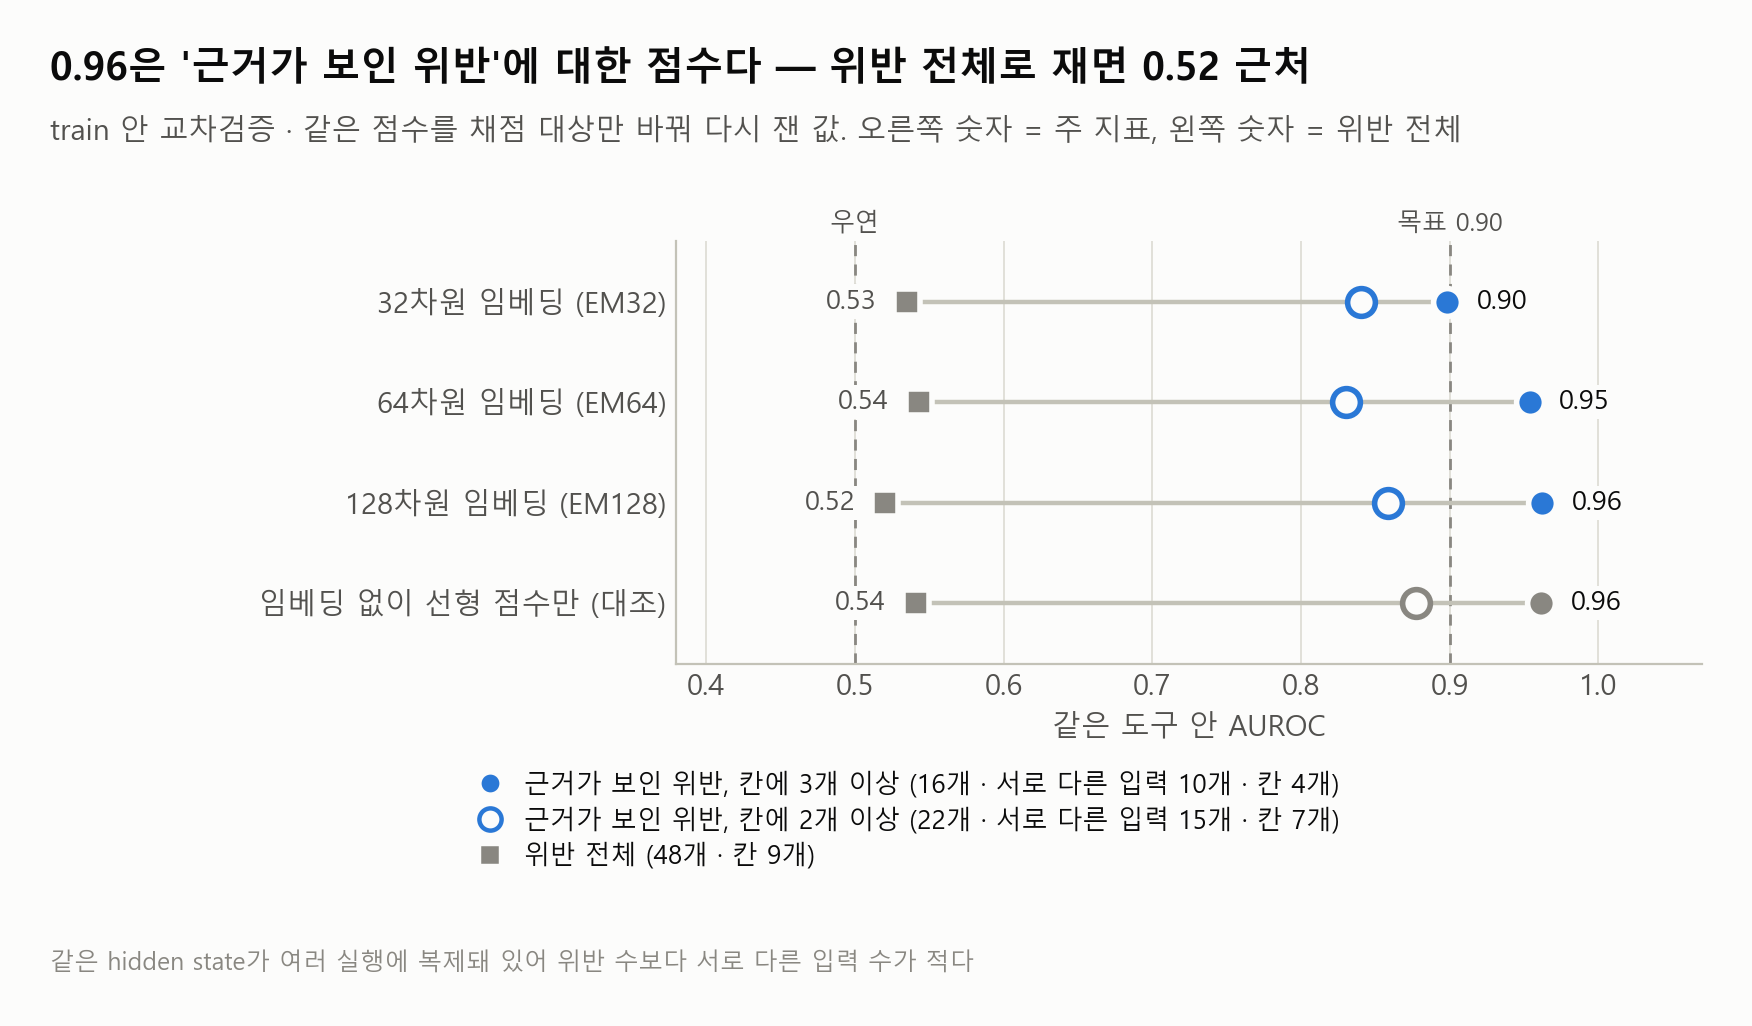 0.96은 '근거가 보인 위반'에 대한 점수다 — 위반 전체로 재면 0.52 근처
train 안 교차검증 · 같은 점수를 채점 대상만 바꿔 다시 잰 값. 오른쪽 숫자 = 주 지표, 왼쪽 숫자 = 위반 전체
우연 목표 0.90
32차원 임베딩 (EM32) 0.53 0.90
64차원 임베딩 (EM64) 0.54 0.95
128차원 임베딩 (EM128) 0.52 0.96
임베딩 없이 선형 점수만 (대조) 0.54 0.96
0.4 0.5 0.6 0.7 0.8 0.9 1.0
같은 도구 안 AUROC
근거가 보인 위반, 칸에 3개 이상 (16개 · 서로 다른 입력 10개 · 칸 4개)
근거가 보인 위반, 칸에 2개 이상 (22개 · 서로 다른 입력 15개 · 칸 7개)
위반 전체 (48개 · 칸 9개)
같은 hidden state가 여러 실행에 복제돼 있어 위반 수보다 서로 다른 입력 수가 적다